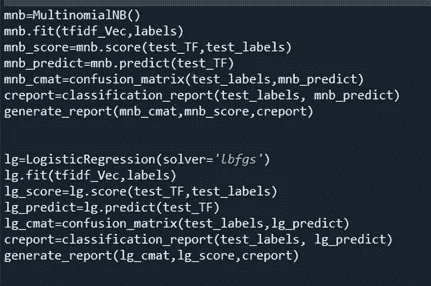 mnb=MultinomialNB()
mnb.fit(tfidf_Vec,labels)
mnb_score=mnb.score(test_TF,test_labels)
mnb_predict=mnb.predict(test_TF)
mnb_cmat=confusion_matrix(test_labels,mnb_predict)
creport=classification_report(test_labels, mnb_predict)
generate_report(mnb_cmat,mnb_score,creport)
lg=LogisticRegression(solver='lbfgs')
lg.fit(tfidf_Vec,labels)
lg_score=lg.score(test_TF,test_labels)
lg_predict=lg.predict(test_TF)
lg_cmat=confusion_matrix(test_labels,lg_predict)
creport=classification_report(test_labels, lg_predict)
generate_report(lg_cmat,lg_score,creport)